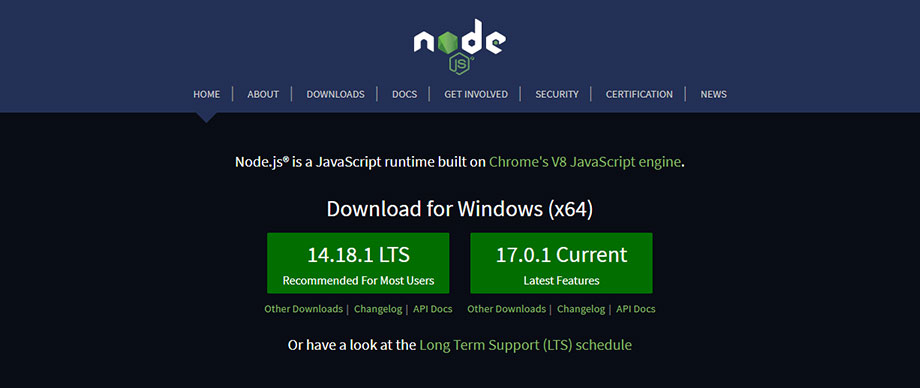 node
JS
HOME | ABOUT | DOWNLOADS | DOCS | GET INVOLVED | SECURITY | CERTIFICATION | NEWS
Node.js® is a JavaScript runtime built on Chrome's V8 JavaScript engine.
Download for Windows (x64)
14.18.1 LTS
Recommended For Most Users
17.0.1 Current
Latest Features
Other Downloads | Changelog | API Docs
Other Downloads | Changelog | API Docs
Or have a look at the Long Term Support (LTS) schedule